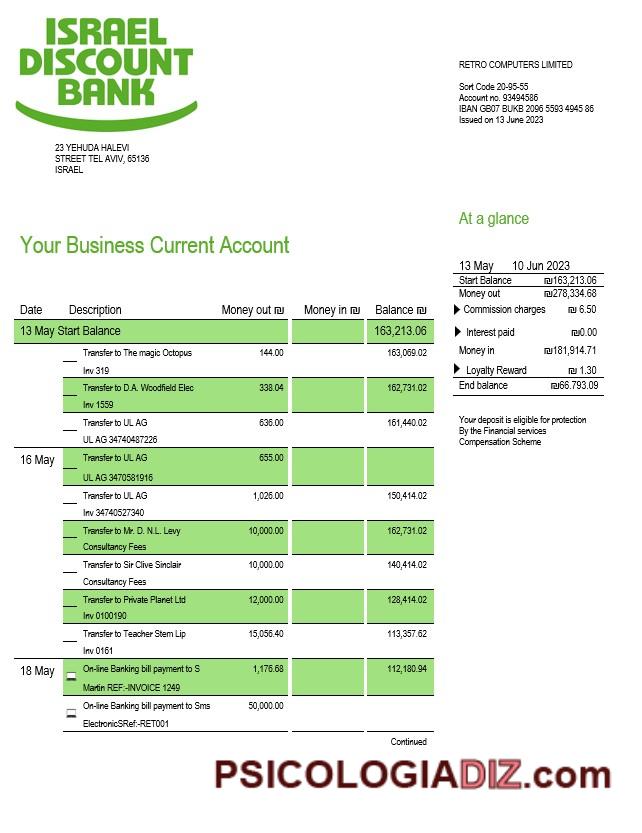 ISRAEL
DISCOUNT
BANK
RETRO COMPUTERS LIMITED
Sort Code 20-95-55
Account no. 93494586
IBAN GB07 BUKB 2096 5593 4945 86
Issued on 13 June 2023
23 YEHUDA HALEVI
STREET TEL AVIV, 65136
ISRAEL
At a glance
Your Business Current Account
13 May 10 Jun 2023
Start Balance ₪163,213.06
Money out ₪278,334.68
Commission charges ₪ 6.50
Interest paid ₪0.00
Money in ₪181,914.71
Loyalty Reward ₪ 1.30
End balance ₪66.793.09
Your deposit is eligible for protection
By the Financial services
Compensation Scheme
Date Description Money out ₪ Money in ₪ Balance ₪
13 May Start Balance 163,213.06
Transfer to The magic Octopus 144.00 163,069.02
Inv 319
Transfer to D.A. Woodfield Elec 338.04 162,731.02
Inv 1559
Transfer to UL AG 636.00 161,440.02
UL AG 34740487226
16 May Transfer to UL AG 655.00
UL AG 3470581916
Transfer to UL AG 1,026.00 150,414.02
Inv 34740527340
Transfer to Mr. D. N.L. Levy 10,000.00 162,731.02
Consultancy Fees
Transfer to Sir Clive Sinclair 10,000.00 140,414.02
Consultancy Fees
Transfer to Private Planet Ltd 12,000.00 128,414.02
Inv 0100190
Transfer to Teacher Stem Lip 15,056.40 113,357.62
Inv 0161
18 May On-line Banking bill payment to S 1,176.68 112,180.94
Martin REF:-INVOICE 1249
On-line Banking bill payment to Sms 50,000.00
ElectronicSRef:-RET001
Continued
PSICOLOGIADIZ.com